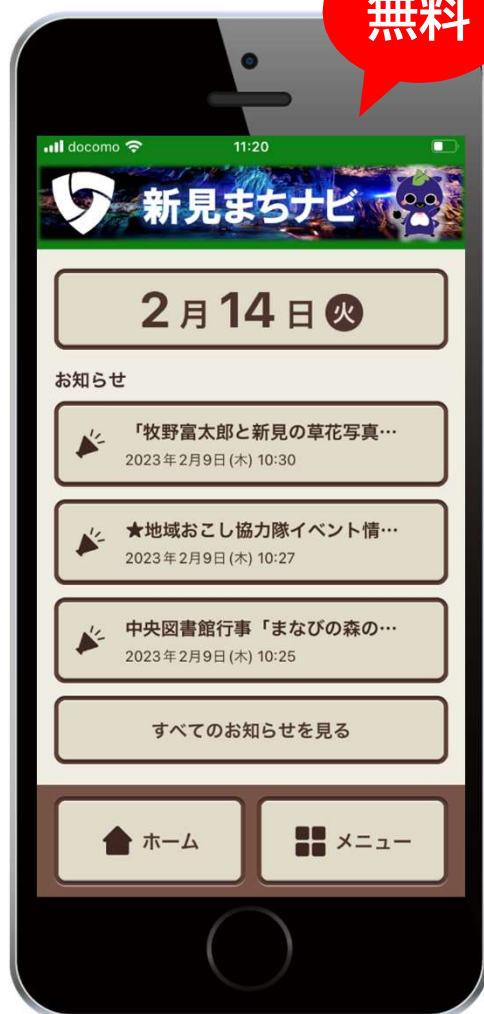 無料
docomo 11:20
新見まちナビ
2月14日火
お知らせ
「牧野富太郎と新見の草花写真…
2023年2月9日(木) 10:30
★地域おこし協力隊イベント情…
2023年2月9日(木) 10:27
中央図書館行事「まなびの森の…
2023年2月9日(木) 10:25
すべてのお知らせを見る
ホーム メニュー